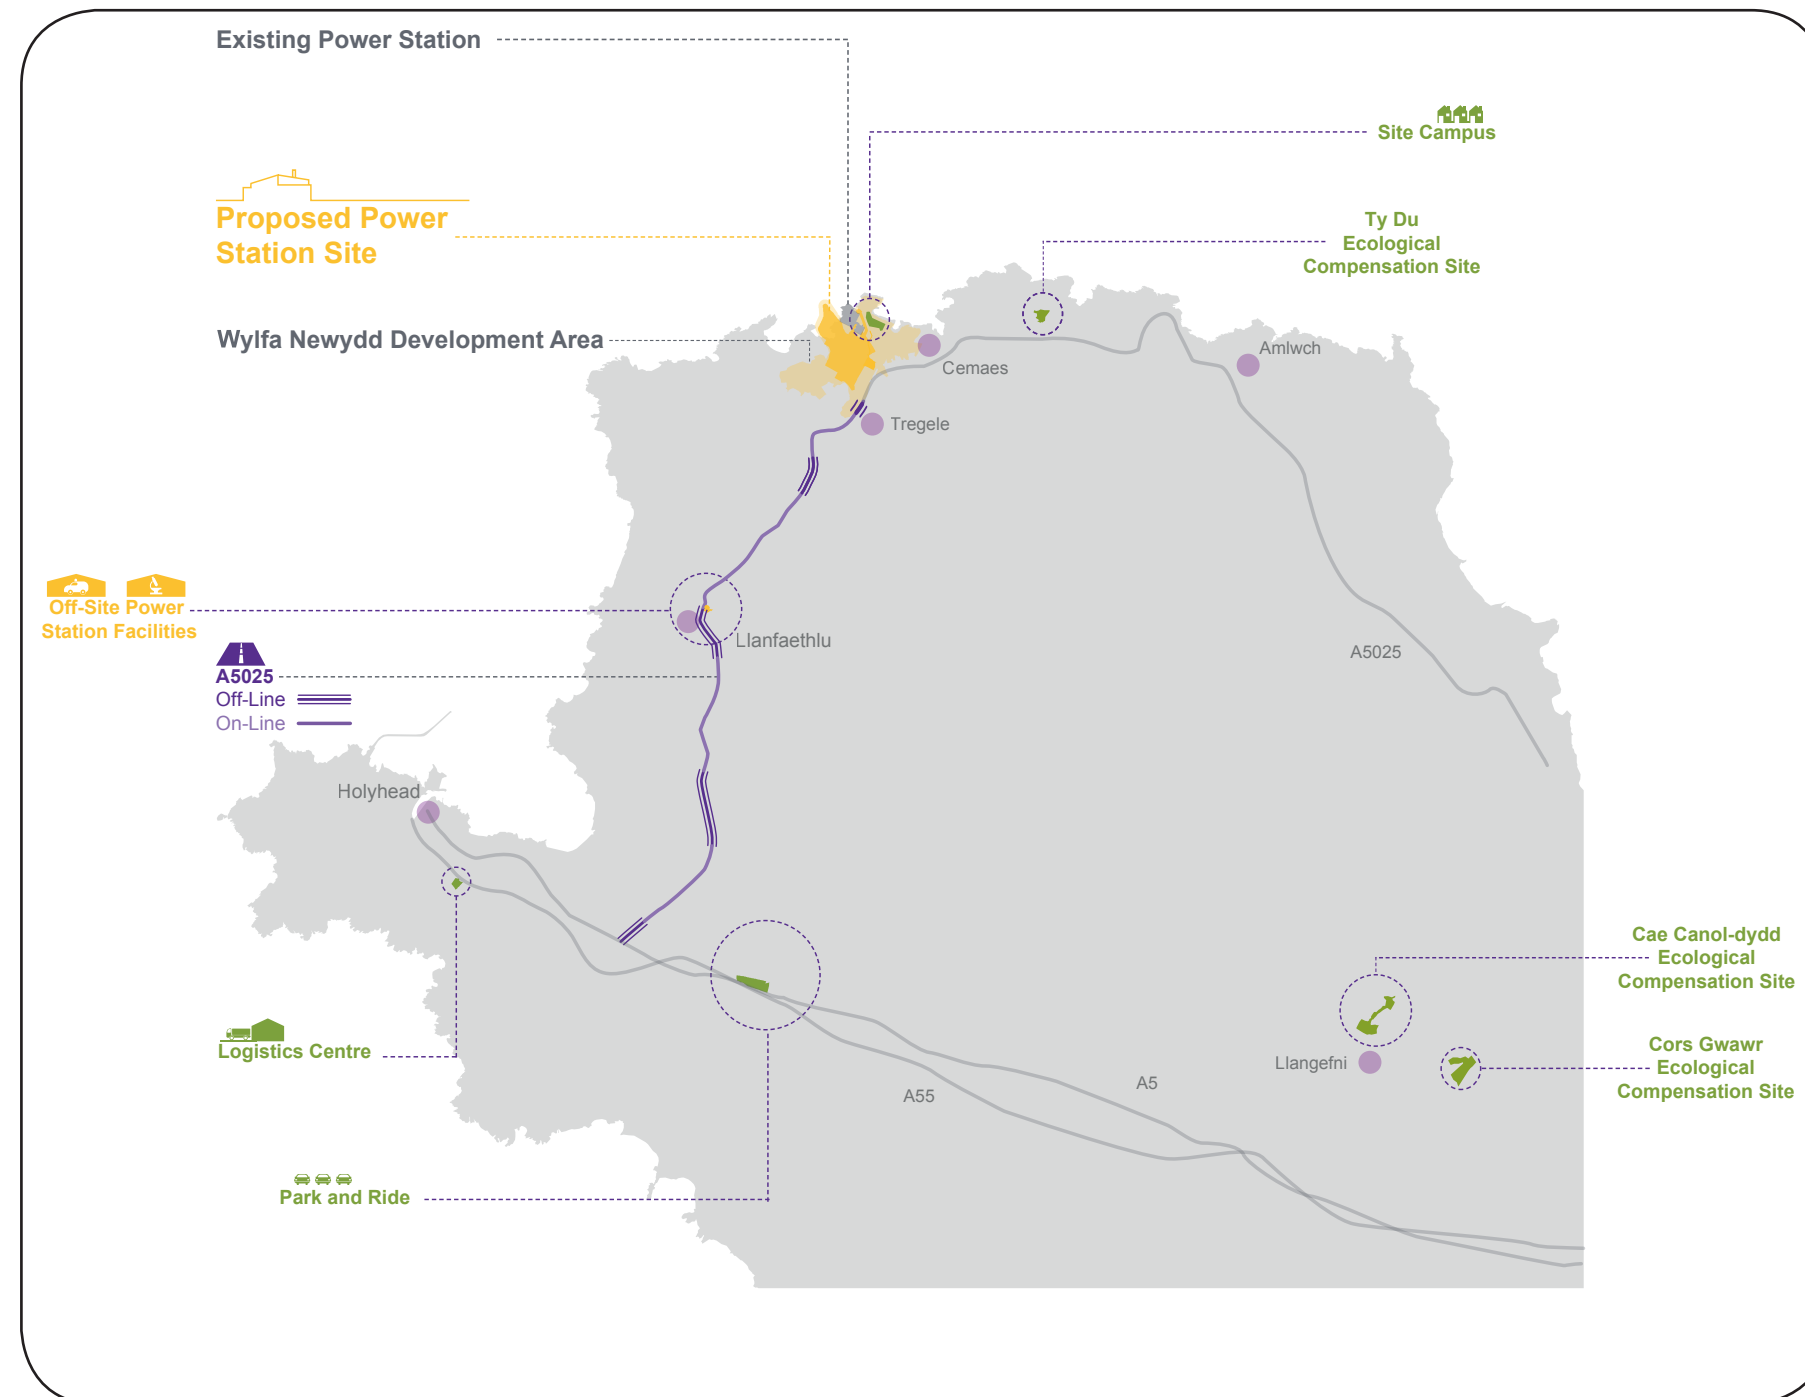 Existing Power Station
Site Campus
Proposed Power
Station Site
Ty Du
Ecological
Compensation Site
Wylfa Newydd Development Area
Amlwch
Cemaes
Tregele
Off-Site Power
Station Facilities
Llanfaethlu
A5025
A5025
Off-Line
On-Line
Holyhead
Cae Canol-dydd
Ecological
Compensation Site
Logistics Centre
Llangefni
Cors Gwawr
Ecological
Compensation Site
A5
A55
Park and Ride